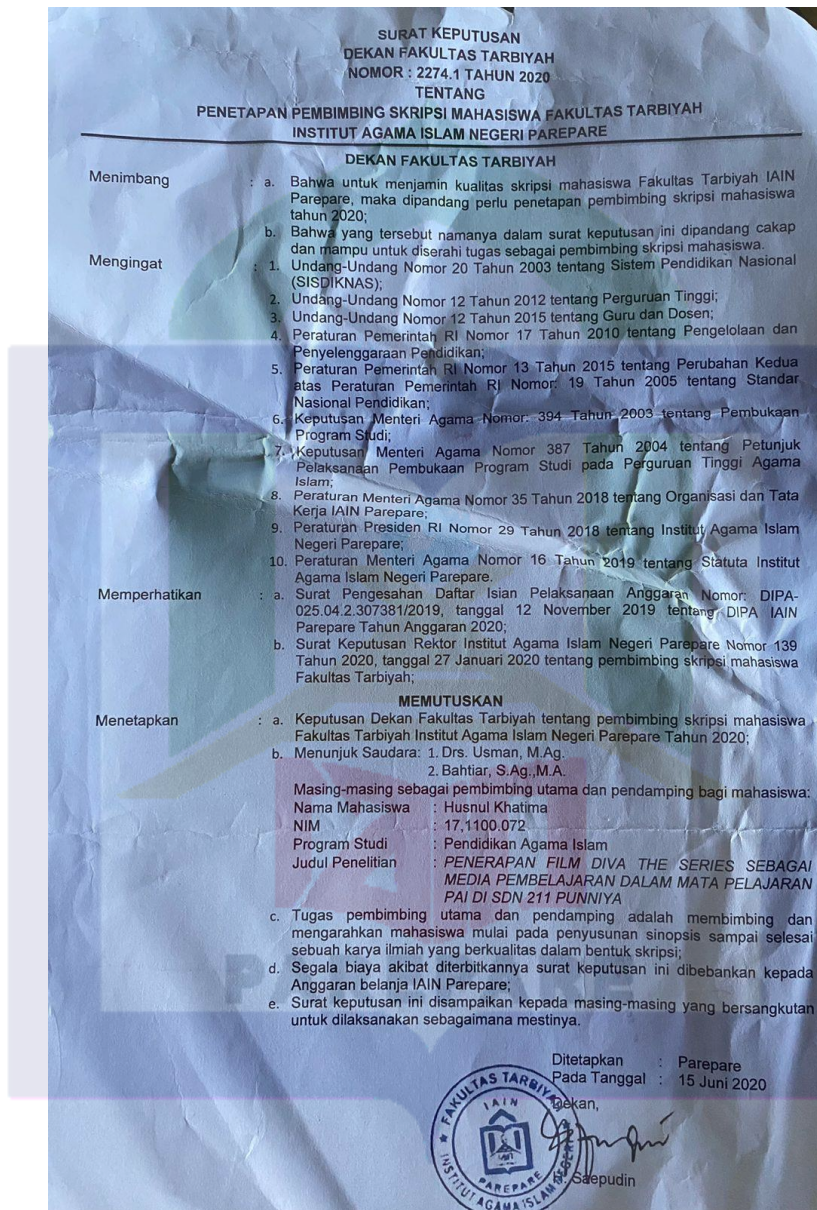 SURAT KEPUTUSAN
DEKAN FAKULTAS TARBIYAH
NOMOR : 2274.1 TAHUN 2020
TENTANG
PENETAPAN PEMBIMBING SKRIPSI MAHASISWA FAKULTAS TARBIYAH
INSTITUT AGAMA ISLAM NEGERI PAREPARE
DEKAN FAKULTAS TARBIYAH
Menimbang : a. Bahwa untuk menjamin kualitas skripsi mahasiswa Fakultas Tarbiyah IAIN
Parepare, maka dipandang perlu penetapan pembimbing skripsi mahasiswa
tahun 2020;
b. Bahwa yang tersebut namanya dalam surat keputusan ini dipandang cakap
dan mampu untuk diserahi tugas sebagai pembimbing skripsi mahasiswa.
Mengingat : 1. Undang-Undang Nomor 20 Tahun 2003 tentang Sistem Pendidikan Nasional
(SISDIKNAS);
2. Undang-Undang Nomor 12 Tahun 2012 tentang Perguruan Tinggi;
3. Undang-Undang Nomor 12 Tahun 2015 tentang Guru dan Dosen;
4. Peraturan Pemerintah RI Nomor 17 Tahun 2010 tentang Pengelolaan dan
Penyelenggaraan Pendidikan;
5. Peraturan Pemerintah RI Nomor 13 Tahun 2015 tentang Perubahan Kedua
atas Peraturan Pemerintah RI Nomor: 19 Tahun 2005 tentang Standar
Nasional Pendidikan;
6. Keputusan Menteri Agama Nomor: 394 Tahun 2003 tentang Pembukaan
Program Studi;
7. Keputusan Menteri Agama Nomor 387 Tahun 2004 tentang Petunjuk
Pelaksanaan Pembukaan Program Studi pada Perguruan Tinggi Agama
Islam;
8. Peraturan Menteri Agama Nomor 35 Tahun 2018 tentang Organisasi dan Tata
Kerja IAIN Parepare;
9. Peraturan Presiden RI Nomor 29 Tahun 2018 tentang Institut Agama Islam
Negeri Parepare;
10. Peraturan Menteri Agama Nomor 16 Tahun 2019 tentang Statuta Institut
Agama Islam Negeri Parepare.
Memperhatikan : a. Surat Pengesahan Daftar Isian Pelaksanaan Anggaran Nomor: DIPA-
025.04.2.307381/2019, tanggal 12 November 2019 tentang DIPA IAIN
Parepare Tahun Anggaran 2020;
b. Surat Keputusan Rektor Institut Agama Islam Negeri Parepare Nomor 139
Tahun 2020, tanggal 27 Januari 2020 tentang pembimbing skripsi mahasiswa
Fakultas Tarbiyah;
MEMUTUSKAN
Menetapkan : a. Keputusan Dekan Fakultas Tarbiyah tentang pembimbing skripsi mahasiswa
Fakultas Tarbiyah Institut Agama Islam Negeri Parepare Tahun 2020;
b. Menunjuk Saudara: 1. Drs. Usman, M.Ag.
2. Bahtiar, S.Ag.,M.A.
Masing-masing sebagai pembimbing utama dan pendamping bagi mahasiswa:
Nama Mahasiswa : Husnul Khatima
NIM : 17.1100.072
Program Studi : Pendidikan Agama Islam
Judul Penelitian : PENERAPAN FILM DIVA THE SERIES SEBAGAI
MEDIA PEMBELAJARAN DALAM MATA PELAJARAN
PAI DI SDN 211 PUNNIYA
c. Tugas pembimbing utama dan pendamping adalah membimbing dan
mengarahkan mahasiswa mulai pada penyusunan sinopsis sampai selesai
sebuah karya ilmiah yang berkualitas dalam bentuk skripsi;
d. Segala biaya akibat diterbitkannya surat keputusan ini dibebankan kepada
Anggaran belanja IAIN Parepare;
e. Surat keputusan ini disampaikan kepada masing-masing yang bersangkutan
untuk dilaksanakan sebagaimana mestinya.
PAREPARE
Ditetapkan : Parepare
Pada Tanggal : 15 Juni 2020
Dekan,
FAKULTAS TARBIYAH
IAIN
PAREPARE
INSTITUT AGAMA ISLAM NEGERI
Saepudin